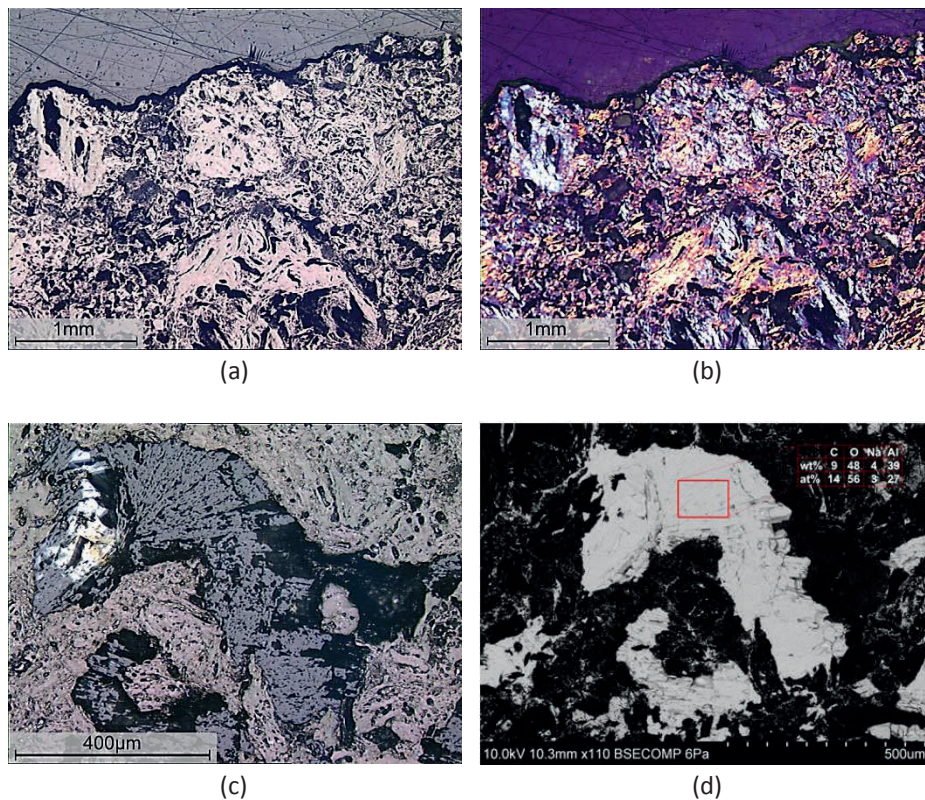 1mm
1mm
(a)
(b)
C O Na Al
wt% 9 48 4 39
at% 14 56 3 27
400µm
10.0kV 10.3mm x110 BSECOMP 6Pa
500um
(c)
(d)